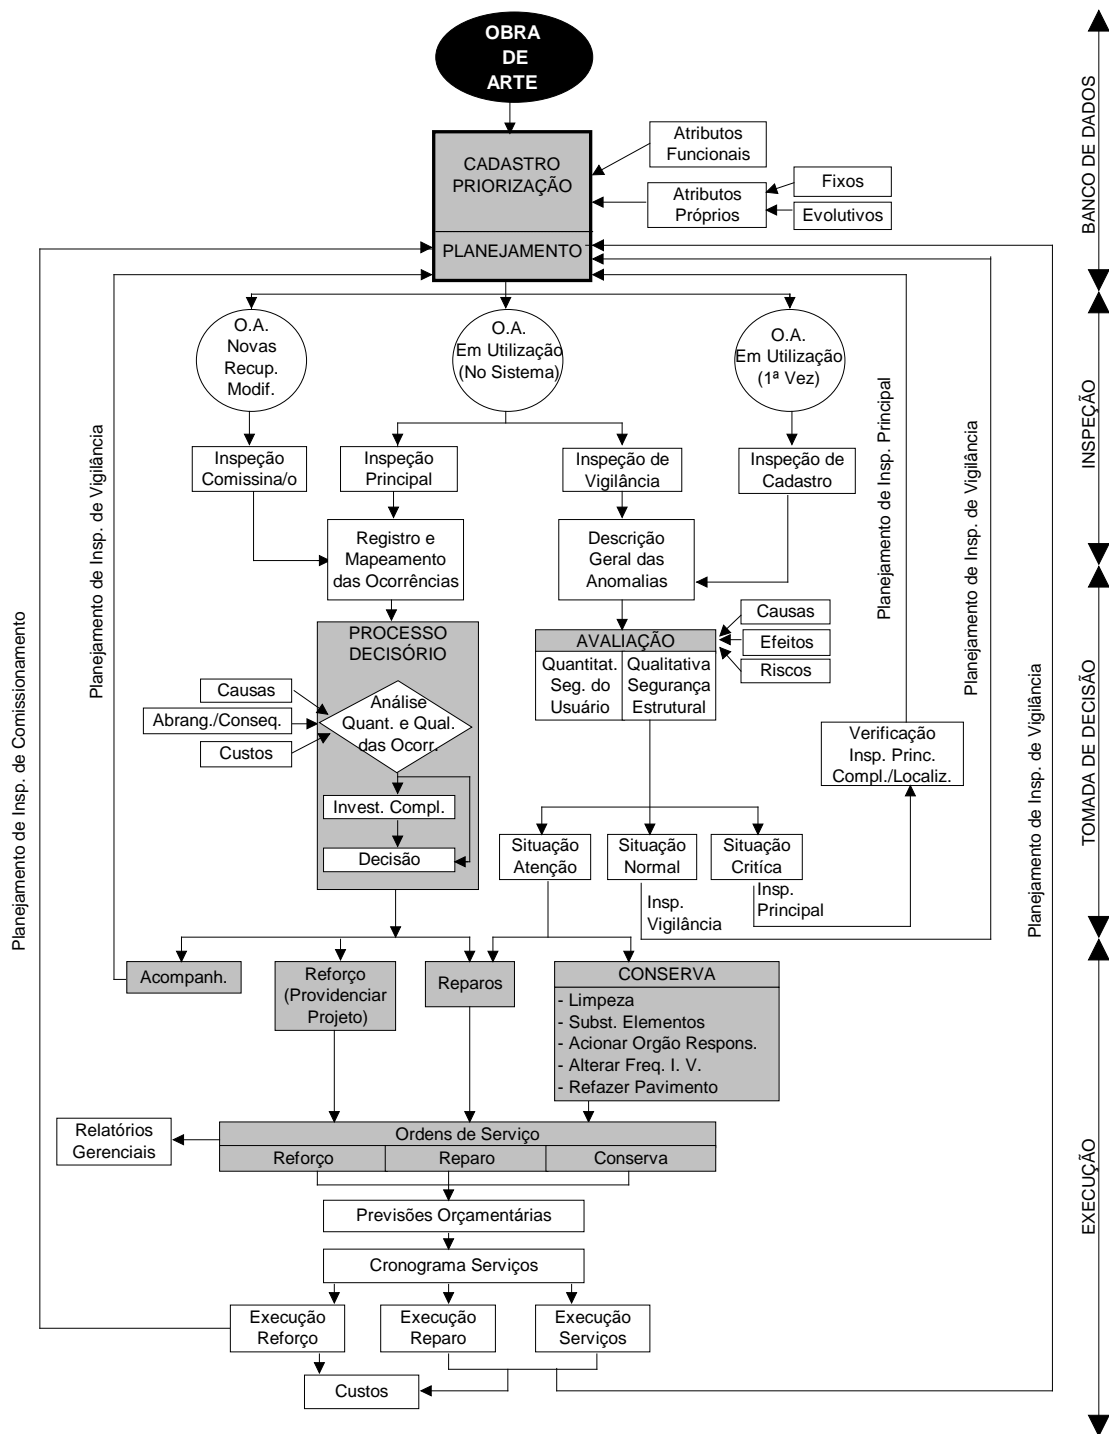 OBRA
DE
ARTE
CADASTRO
PRIORIZAÇÃO
PLANEJAMENTO
Atributos
Funcionais
Atributos
Próprios
Fixos
Evolutivos
BANCO DE DADOS
O.A.
Novas
Recup.
Modif.
O.A.
Em Utilização
(No Sistema)
O.A.
Em Utilização
(1ª Vez)
Inspeção
Comissina/o
Inspeção
Principal
Inspeção de
Vigilância
Inspeção de
Cadastro
INSPEÇÃO
Registro e
Mapeamento
das Ocorrências
Descrição
Geral das
Anomalias
PROCESSO
DECISÓRIO
Causas
Abrang./Conseq.
Custos
Análise
Quant. e Qual.
das Ocorr.
Invest. Compl.
Decisão
AVALIAÇÃO
Quantitat.
Seg. do
Usuário
Qualitativa
Segurança
Estrutural
Causas
Efeitos
Riscos
Verificação
Insp. Princ.
Compl./Localiz.
Situação
Atenção
Situação
Normal
Situação
Critíca
Insp.
Vigilância
Insp.
Principal
TOMADA DE DECISÃO
Planejamento de Insp. de Comissionamento
Planejamento de Insp. de Vigilância
Planejamento de Insp. Principal
Planejamento de Insp. de Vigilância
Planejamento de Insp. de Vigilância
Acompanh.
Reforço
(Providenciar
Projeto)
Reparos
CONSERVA
- Limpeza
- Subst. Elementos
- Acionar Orgão Respons.
- Alterar Freq. I. V.
- Refazer Pavimento
Relatórios
Gerenciais
Ordens de Serviço
Reforço
Reparo
Conserva
Previsões Orçamentárias
Cronograma Serviços
Execução
Reforço
Execução
Reparo
Execução
Serviços
Custos
EXECUÇÃO